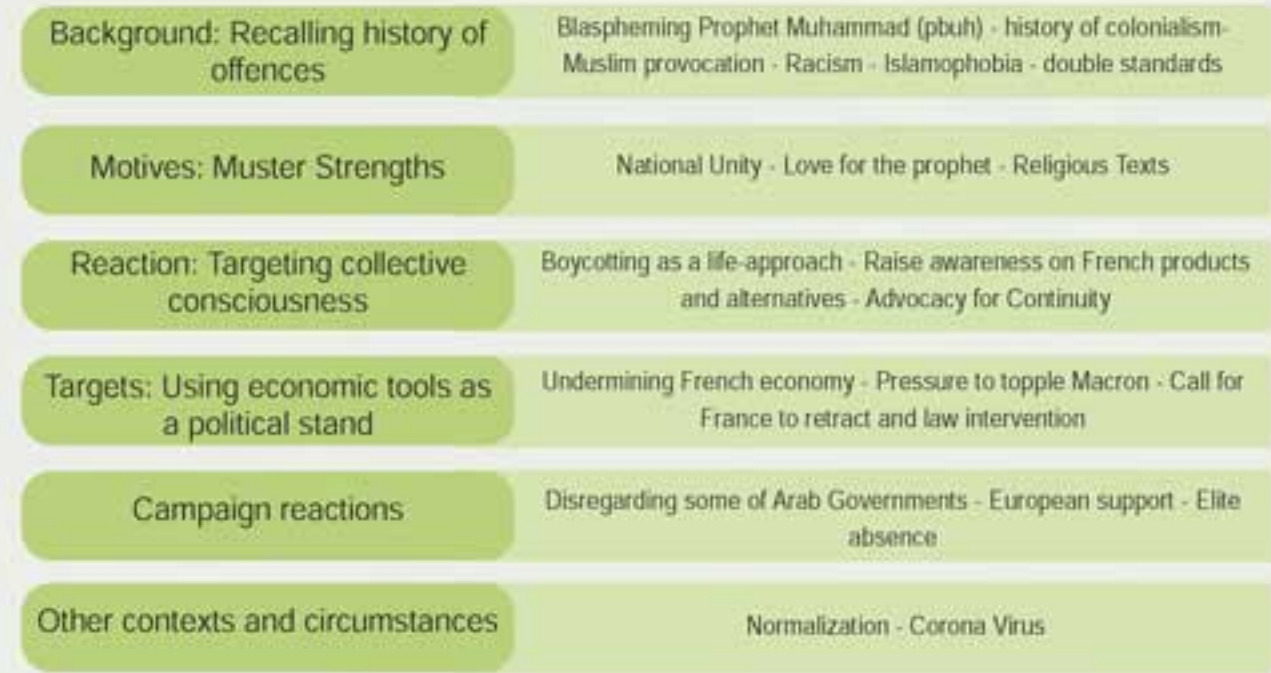 Background: Recalling history of
offences
Blaspheming Prophet Muhammad (pbuh) - history of colonialism-
Muslim provocation - Racism - Islamophobia - double standards
Motives: Muster Strengths
National Unity - Love for the prophet - Religious Texts
Reaction: Targeting collective
consciousness
Boycotting as a life-approach - Raise awareness on French products
and alternatives - Advocacy for Continuity
Targets: Using economic tools as
a political stand
Undermining French economy - Pressure to topple Macron - Call for
France to retract and law intervention
Campaign reactions
Disregarding some of Arab Governments - European support - Elite
absence
Other contexts and circumstances
Normalization - Corona Virus